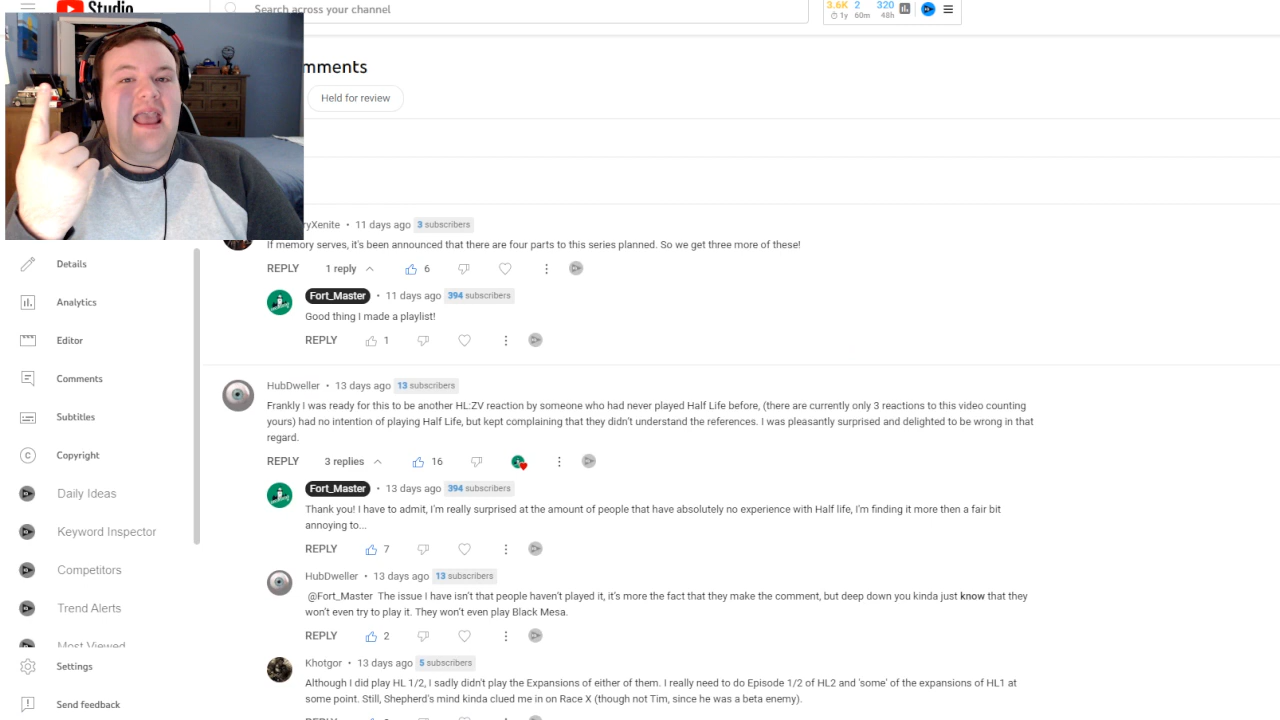 Studio
Search across your channel
3.6K 2 320
1y 60m 48h
mments
Held for review
ryXenite • 11 days ago 3 subscribers
If memory serves, it's been announced that there are four parts to this series planned. So we get three more of these!
REPLY 1 reply 6
Fort_Master • 11 days ago 394 subscribers
Good thing I made a playlist!
REPLY 1
HubDweller • 13 days ago 13 subscribers
Frankly I was ready for this to be another HL:ZV reaction by someone who had never played Half Life before, (there are currently only 3 reactions to this video counting
yours) had no intention of playing Half Life, but kept complaining that they didn't understand the references. I was pleasantly surprised and delighted to be wrong in that
regard.
REPLY 3 replies 16
Fort_Master • 13 days ago 394 subscribers
Thank you! I have to admit, I'm really surprised at the amount of people that have absolutely no experience with Half life, I'm finding it more then a fair bit
annoying to...
REPLY 7
HubDweller • 13 days ago 13 subscribers
@Fort_Master The issue I have isn't that people haven't played it, it's more the fact that they make the comment, but deep down you kinda just know that they
won't even try to play it. They won't even play Black Mesa.
REPLY 2
Khotgor • 13 days ago 5 subscribers
Although I did play HL 1/2, I sadly didn't play the Expansions of either of them. I really need to do Episode 1/2 of HL2 and 'some' of the expansions of HL1 at
some point. Still, Shepherd's mind kinda clued me in on Race X (though not Tim, since he was a beta enemy).
REPLY
Details
Analytics
Editor
Comments
Subtitles
Copyright
Daily Ideas
Keyword Inspector
Competitors
Trend Alerts
Most Viewed
Settings
Send feedback